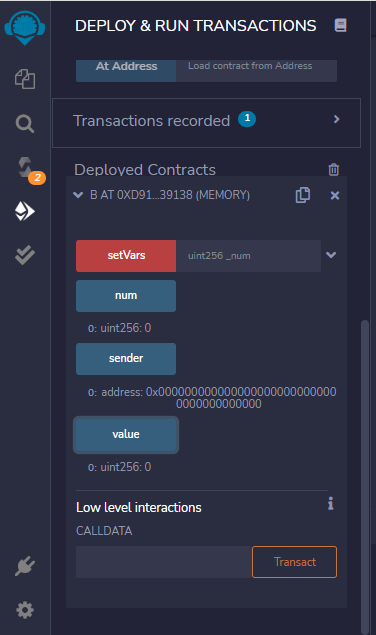 DEPLOY & RUN TRANSACTIONS
At Address
Load contract from Address
Transactions recorded 1
2
Deployed Contracts
B AT 0XD91...39138 (MEMORY)
setVars
uint256 _num
num
0: uint256: 0
sender
0: address: 0x000000000000000000000000000
0000000000000
value
0: uint256: 0
Low level interactions
i
CALLDATA
Transact